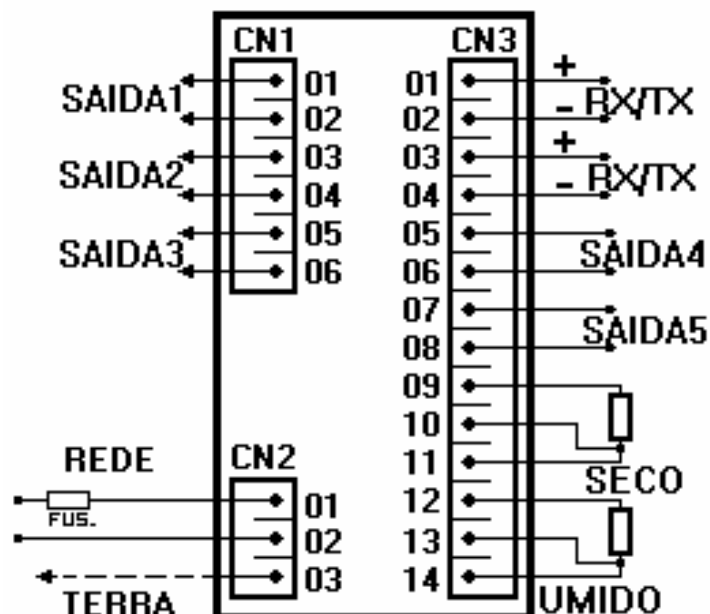 CN1 CN3
01 01 +
SAIDA1 RX/TX
02 02 -
03 03 +
SAIDA2 RX/TX
04 04 -
05 05
SAIDA3 SAIDA4
06 06
07
SAIDA5
08
09
10
REDE CN2 11
SECO
01 12
FUS.
02 13
03 14
TERRA UMIDO